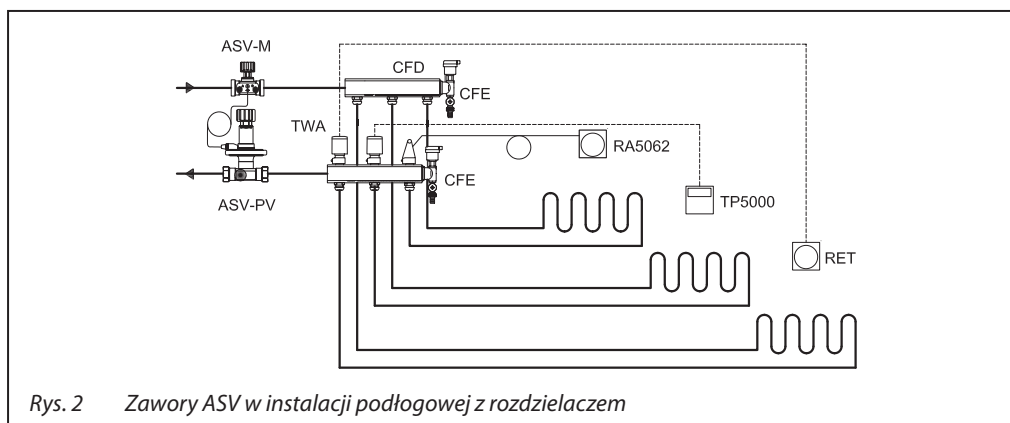 ASV-M
CFD
CFE
TWA
RA5062
CFE
ASV-PV
TP5000
RET
Rys. 2 Zawory ASV w instalacji podłogowej z rozdzielaczem